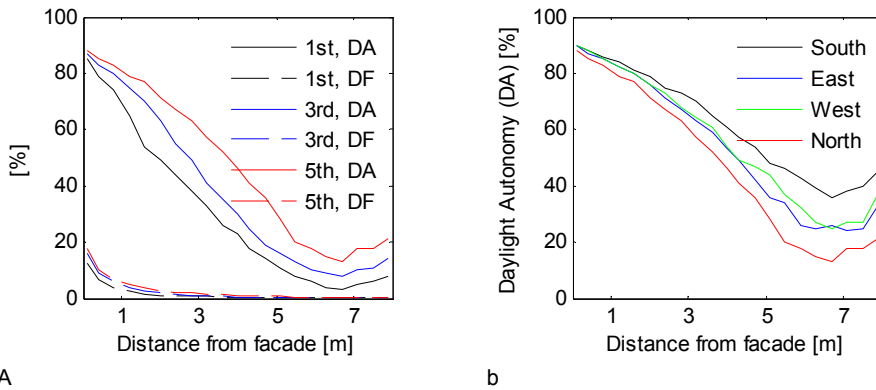 100
80
60
40
20
0
[%]
1st, DA
1st, DF
3rd, DA
3rd, DF
5th, DA
5th, DF
1 3 5 7
Distance from facade [m]
A
100
80
60
40
20
0
Daylight Autonomy (DA) [%]
South
East
West
North
1 3 5 7
Distance from facade [m]
b